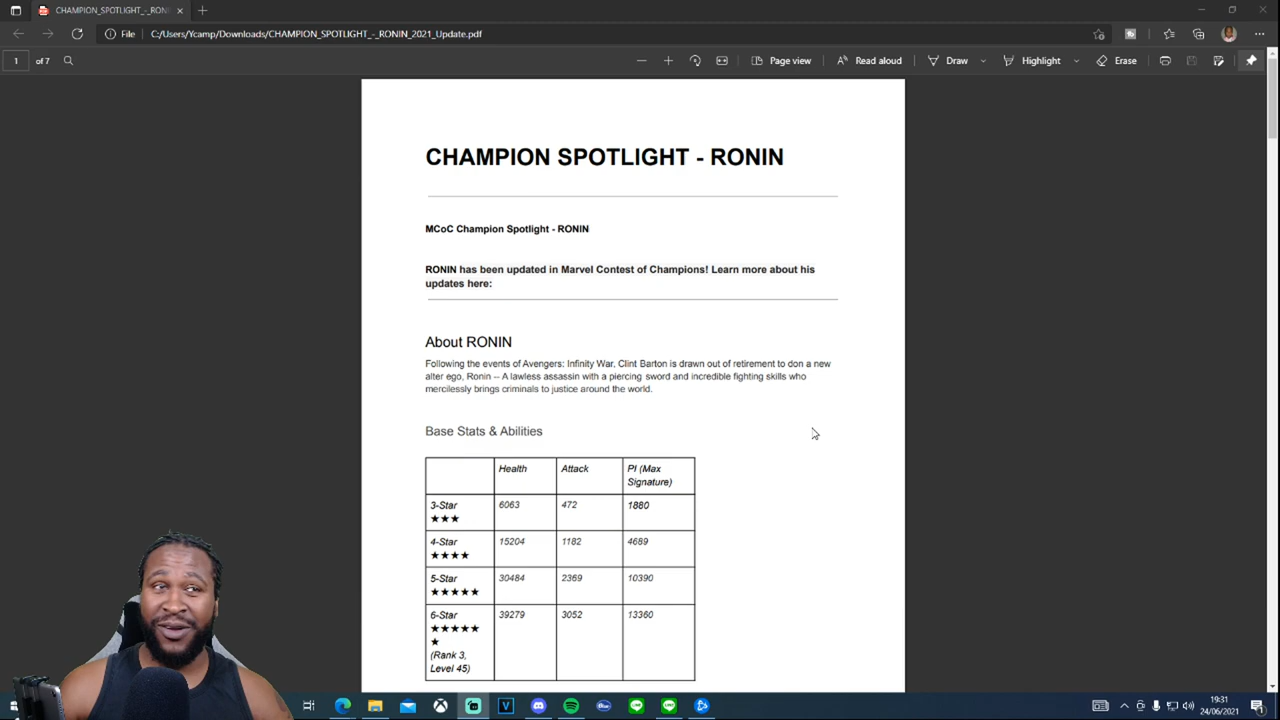 CHAMPION_SPOTLIGHT_-_RONI
File C:/Users/Ycamp/Downloads/CHAMPION_SPOTLIGHT_-_RONIN_2021_Update.pdf
1 of 7 Page view Read aloud Draw Highlight Erase
CHAMPION SPOTLIGHT - RONIN
MCoC Champion Spotlight - RONIN
RONIN has been updated in Marvel Contest of Champions! Learn more about his
updates here:
About RONIN
Following the events of Avengers: Infinity War, Clint Barton is drawn out of retirement to don a new
alter ego, Ronin -- A lawless assassin with a piercing sword and incredible fighting skills who
mercilessly brings criminals to justice around the world.
Base Stats & Abilities
Health Attack PI (Max
Signature)
3-Star 6063 472 1880
★★★
4-Star 15204 1182 4689
★★★★
5-Star 30484 2369 10390
★★★★★
6-Star 39279 3052 13360
★★★★★
★
(Rank 3,
Level 45)
19:31
24/06/2021